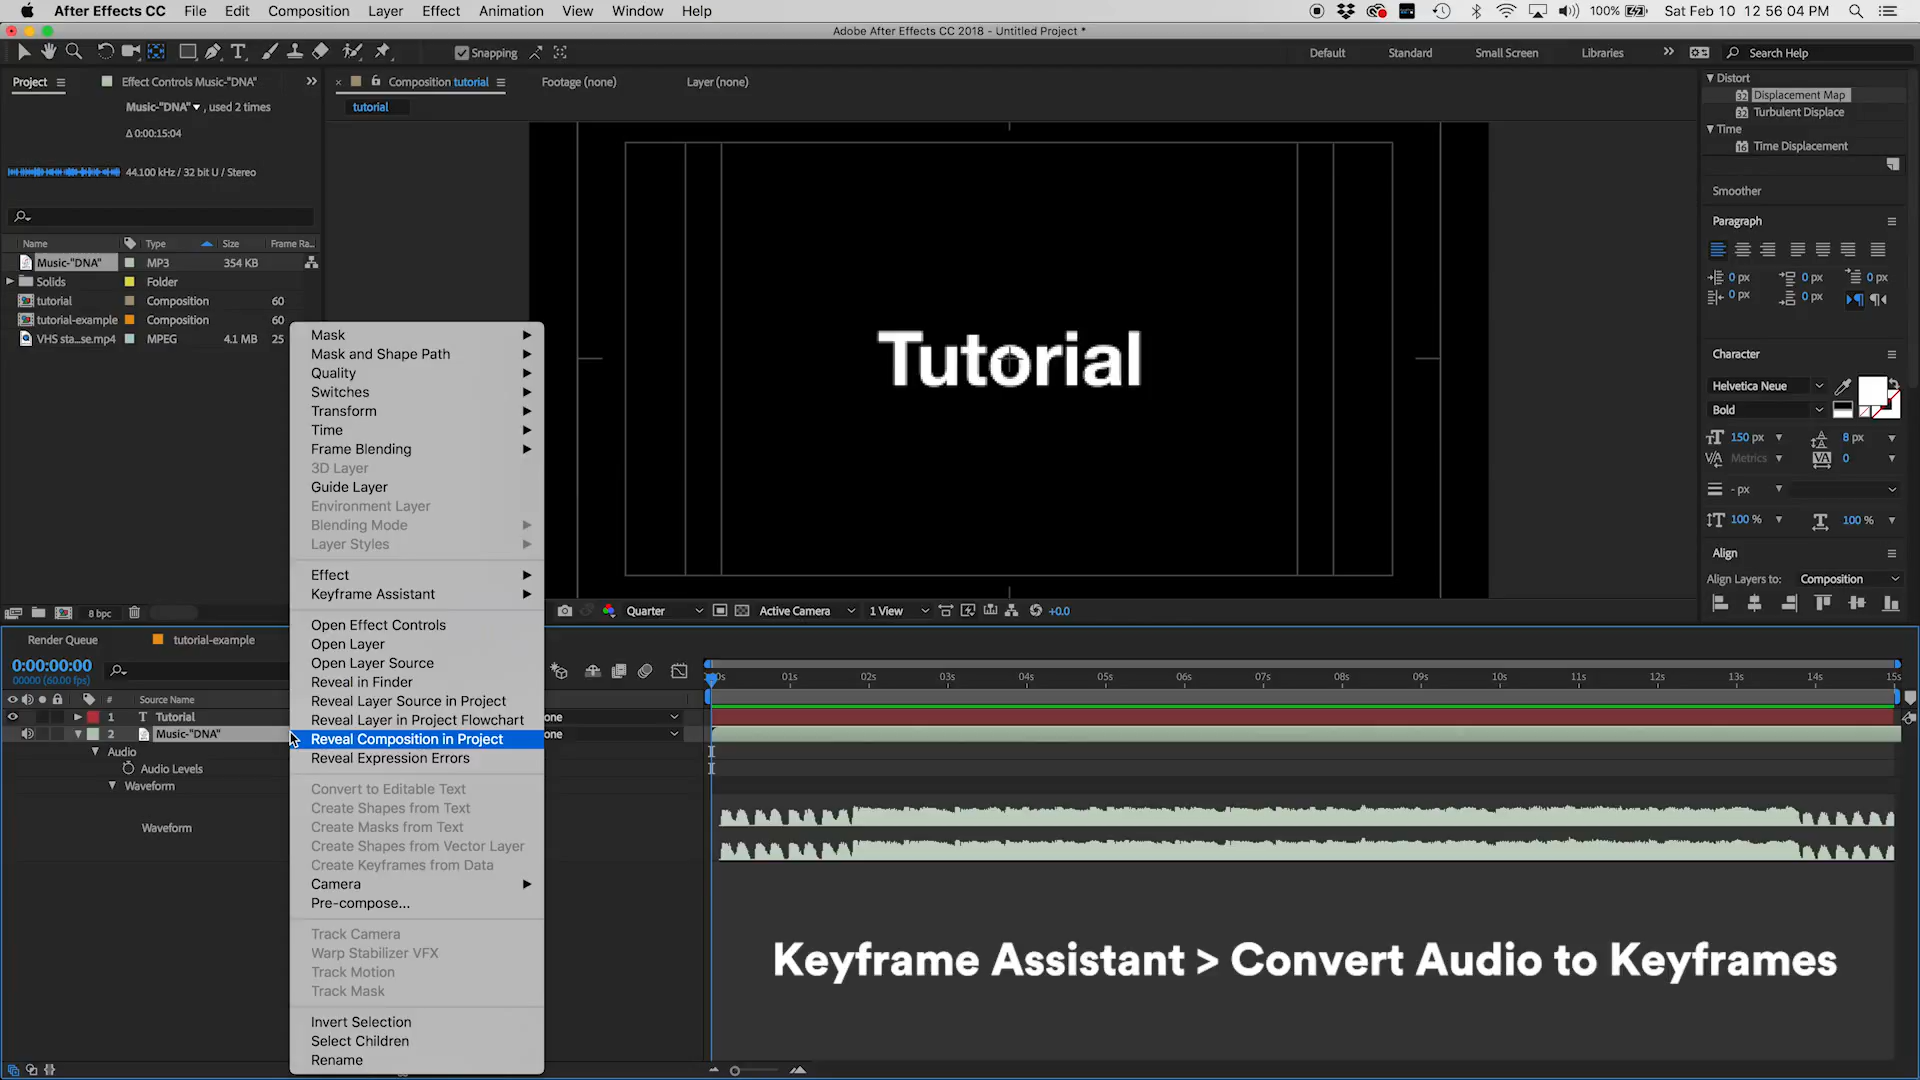 After Effects CC File Edit Composition Layer Effect Animation View Window Help 100% Sat Feb 10 12 56 04 PM
Adobe After Effects CC 2018 - Untitled Project *
Snapping Default Standard Small Screen Libraries Search Help
Project Effect Controls Music-"DNA"
Composition tutorial Footage (none) Layer (none)
tutorial
Music-"DNA" , used 2 times
Δ 0:00:15:04
44.100 kHz / 32 bit U / Stereo
Name Type Size Frame Ra...
Music-"DNA" MP3 354 KB
Solids Folder
tutorial Composition 60
tutorial-example Composition 60
VHS sta...se.mp4 MPEG 4.1 MB 25
8 bpc
Tutorial
Distort
32 Displacement Map
32 Turbulent Displace
Time
16 Time Displacement
Smoother
Paragraph
0 px 0 px 0 px
0 px 0 px
Character
Helvetica Neue
Bold
150 px 8 px
Metrics 0
- px
100 % 100 %
Align
Align Layers to: Composition
Quarter Active Camera 1 View +0.0
Mask
Mask and Shape Path
Quality
Switches
Transform
Time
Frame Blending
3D Layer
Guide Layer
Environment Layer
Blending Mode
Layer Styles
Effect
Keyframe Assistant
Open Effect Controls
Open Layer
Open Layer Source
Reveal in Finder
Reveal Layer Source in Project
Reveal Layer in Project Flowchart
Reveal Composition in Project
Reveal Expression Errors
Convert to Editable Text
Create Shapes from Text
Create Masks from Text
Create Shapes from Vector Layer
Create Keyframes from Data
Camera
Pre-compose...
Track Camera
Warp Stabilizer VFX
Track Motion
Track Mask
Invert Selection
Select Children
Rename
Render Queue tutorial-example
0:00:00:00
00000 (60.00 fps)
# Source Name
1 T Tutorial one
2 Music-"DNA" one
Audio
Audio Levels
Waveform
Waveform
01s 02s 03s 04s 05s 06s 07s 08s 09s 10s 11s 12s 13s 14s 15s
Keyframe Assistant > Convert Audio to Keyframes